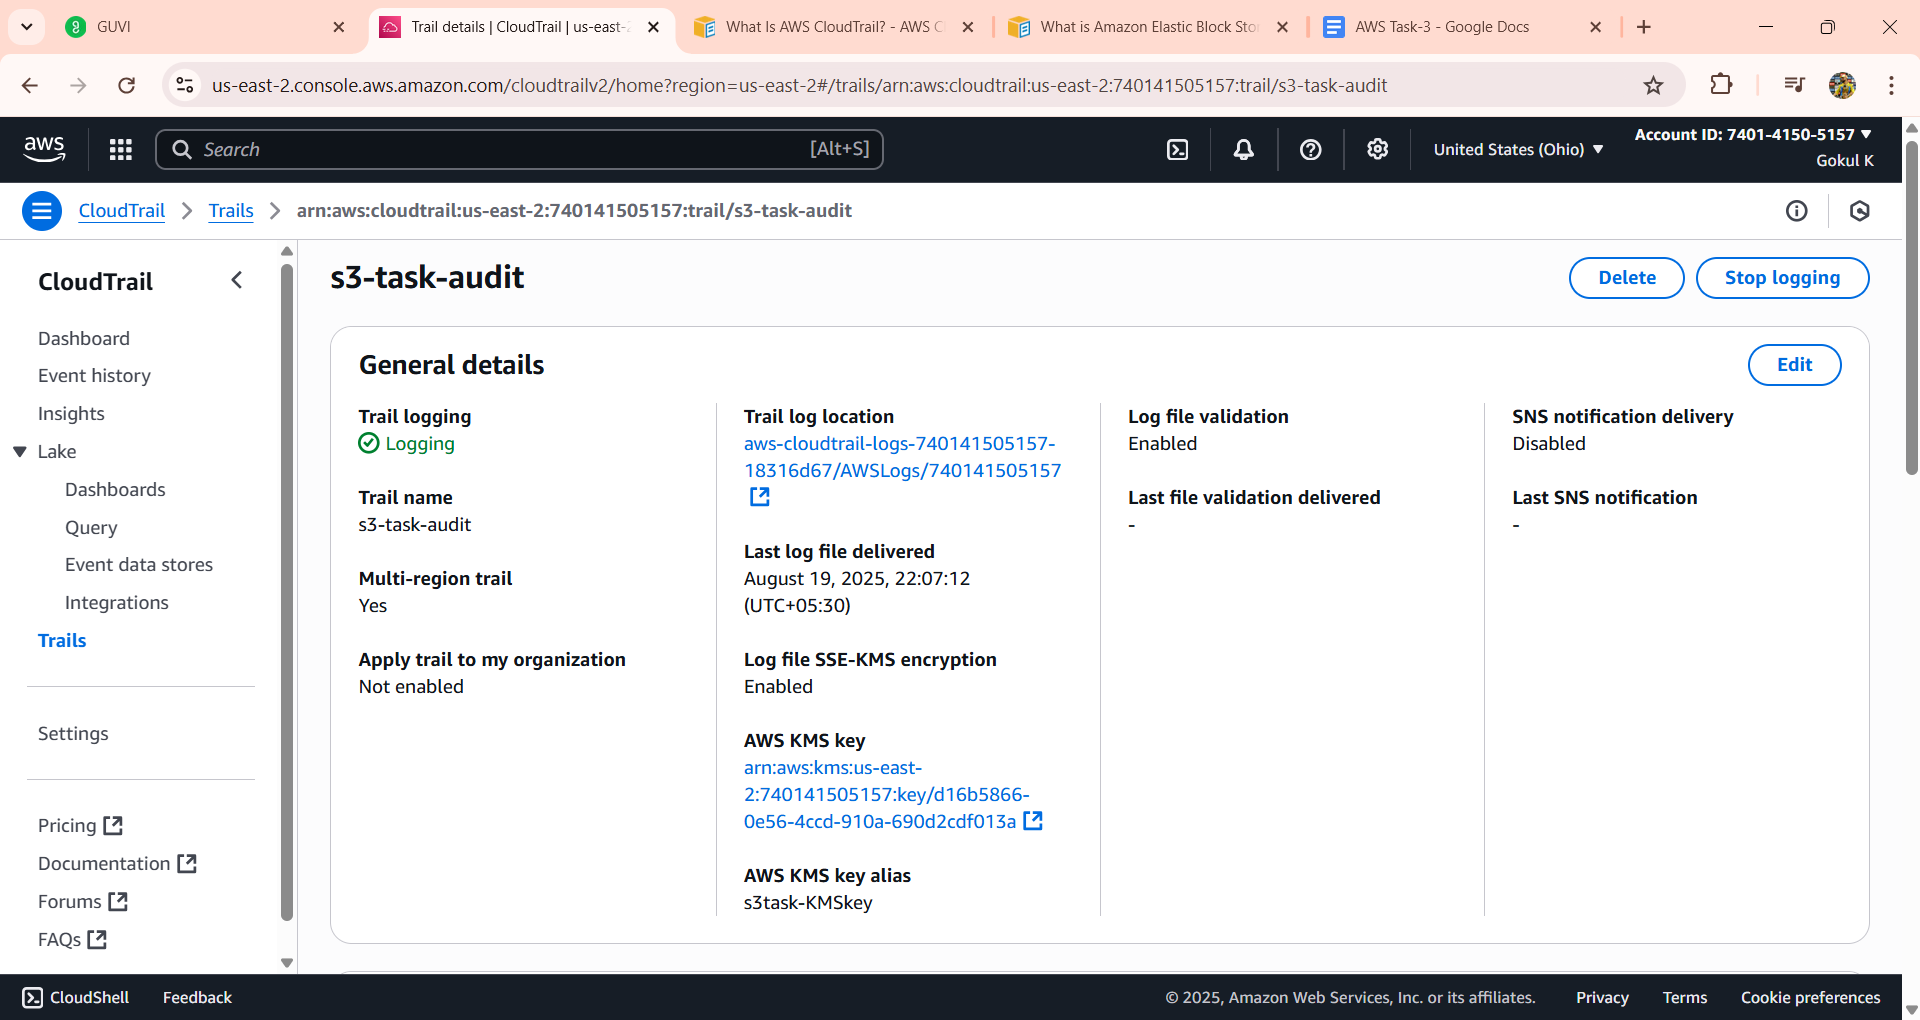 GUVI
Trail details | CloudTrail | us-east-2
What Is AWS CloudTrail? - AWS C
What is Amazon Elastic Block Stor
AWS Task-3 - Google Docs
us-east-2.console.aws.amazon.com/cloudtrailv2/home?region=us-east-2#/trails/arn:aws:cloudtrail:us-east-2:740141505157:trail/s3-task-audit
aws
Search
[Alt+S]
United States (Ohio)
Account ID: 7401-4150-5157
Gokul K
CloudTrail
Trails
arn:aws:cloudtrail:us-east-2:740141505157:trail/s3-task-audit
CloudTrail
Dashboard
Event history
Insights
Lake
Dashboards
Query
Event data stores
Integrations
Trails
Settings
Pricing
Documentation
Forums
FAQs
s3-task-audit
Delete
Stop logging
General details
Edit
Trail logging
Logging
Trail name
s3-task-audit
Multi-region trail
Yes
Apply trail to my organization
Not enabled
Trail log location
aws-cloudtrail-logs-740141505157-
18316d67/AWSLogs/740141505157
Last log file delivered
August 19, 2025, 22:07:12
(UTC+05:30)
Log file SSE-KMS encryption
Enabled
AWS KMS key
arn:aws:kms:us-east-
2:740141505157:key/d16b5866-
0e56-4ccd-910a-690d2cdf013a
AWS KMS key alias
s3task-KMSkey
Log file validation
Enabled
Last file validation delivered
-
SNS notification delivery
Disabled
Last SNS notification
-
CloudShell
Feedback
© 2025, Amazon Web Services, Inc. or its affiliates.
Privacy
Terms
Cookie preferences